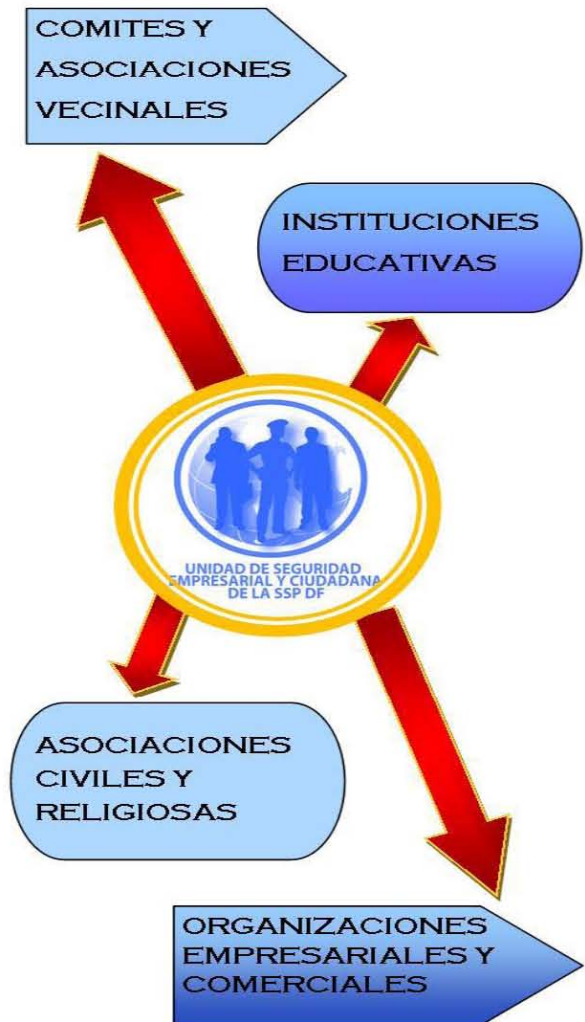 COMITES Y
ASOCIACIONES
VECINALES
INSTITUCIONES
EDUCATIVAS
UNIDAD DE SEGURIDAD
EMPRESARIAL Y CIUDADANA
DE LA SSP DF
ASOCIACIONES
CIVILES Y
RELIGIOSAS
ORGANIZACIONES
EMPRESARIALES Y
COMERCIALES